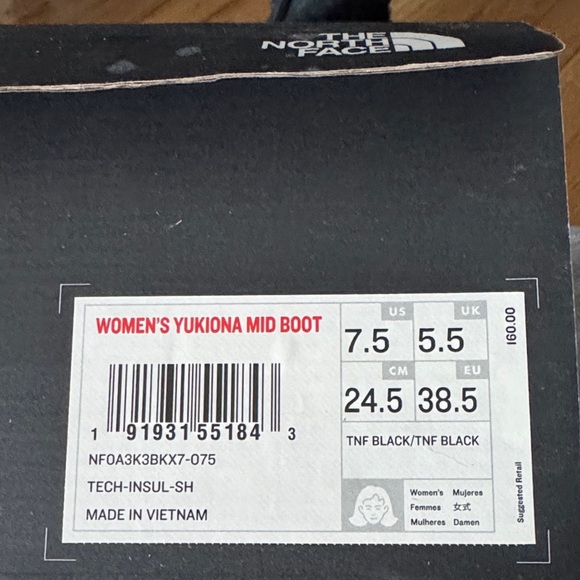 THE
NORTH
FACE
WOMEN'S YUKIONA MID BOOT
1 91931 55184 3
NF0A3K3BKX7-075
TECH-INSUL-SH
MADE IN VIETNAM
US UK
7.5 5.5
CM EU
24.5 38.5
TNF BLACK/TNF BLACK
Women's Mujeres
Femmes 女式
Mulheres Damen
160.00
Suggested Retail